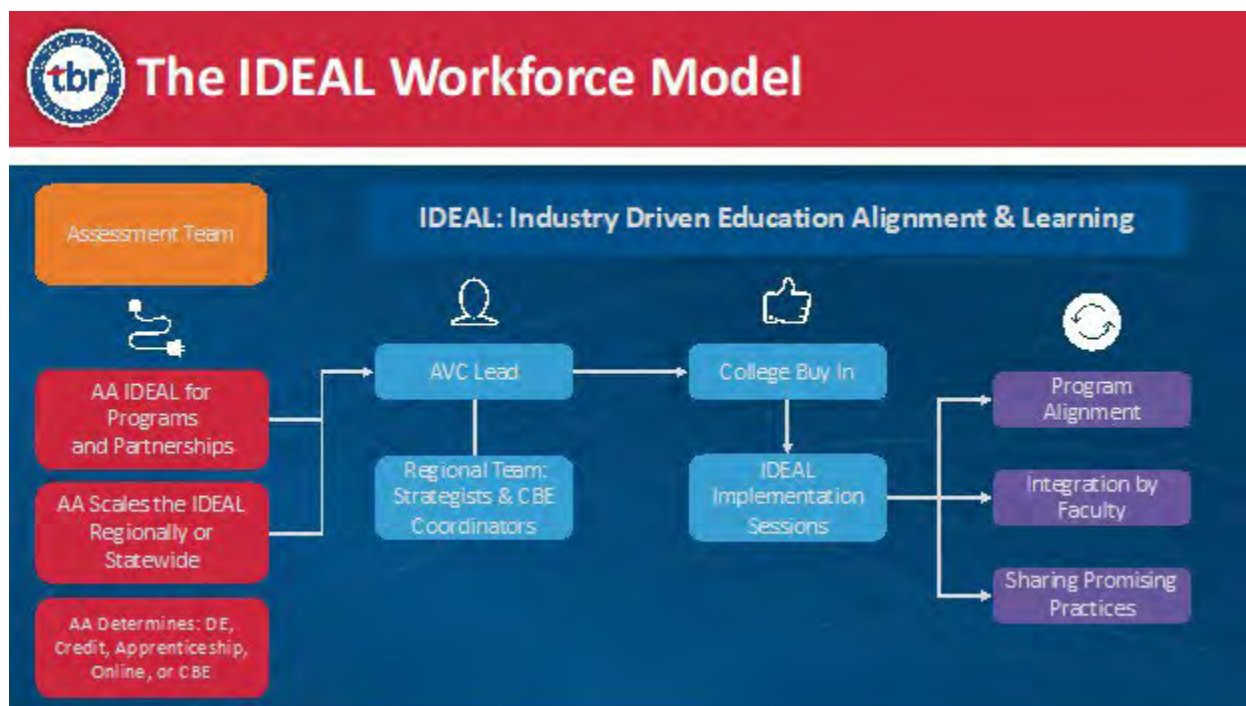 tbr
The IDEAL Workforce Model
Assessment Team
IDEAL: Industry Driven Education Alignment & Learning
AA IDEAL for
Programs
and Partnerships
AA Scales the IDEAL
Regionally or
Statewide
AA Determines: DE,
Credit, Apprenticeship,
Online, or CBE
AVC Lead
Regional Team:
Strategists & CBE
Coordinators
College Buy In
IDEAL
Implementation
Sessions
Program
Alignment
Integration by
Faculty
Sharing Promising
Practices